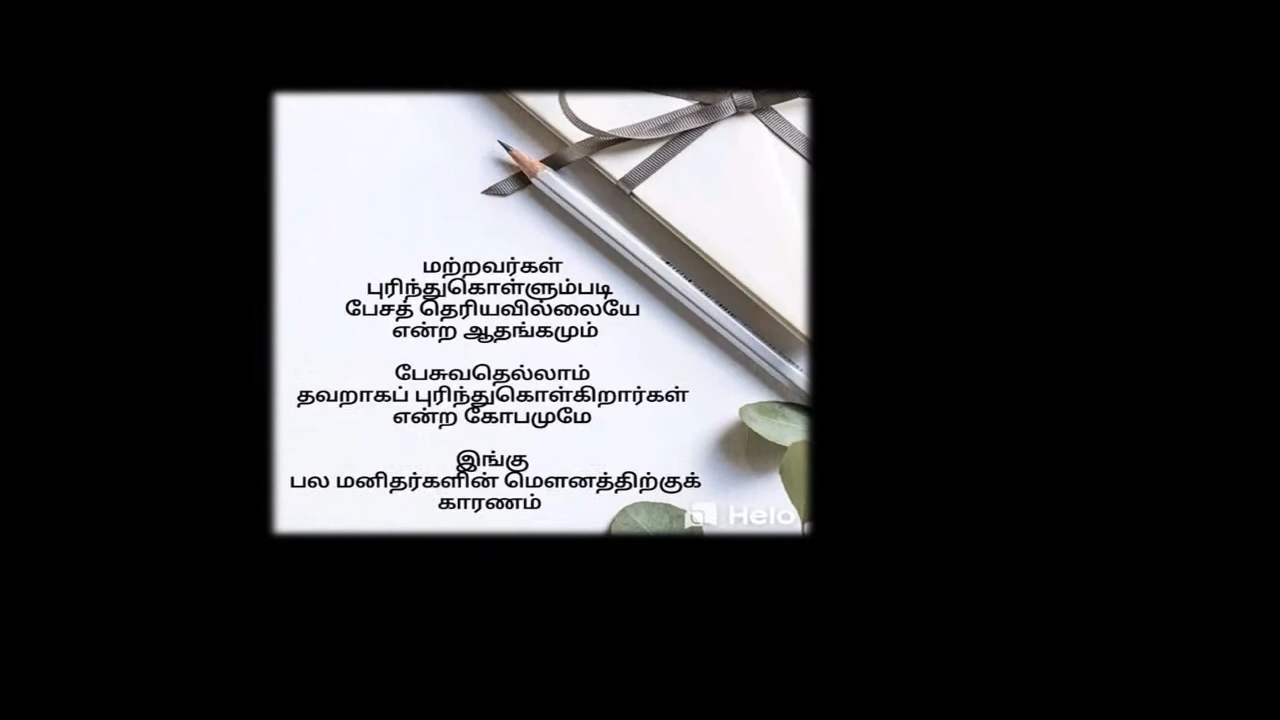 மற்றவர்கள்
புரிந்துகொள்ளும்படி
பேசத் தெரியவில்லையே
என்ற ஆதங்கமும்
பேசுவதெல்லாம்
தவறாகப் புரிந்துகொள்கிறார்கள்
என்ற கோபமுமே
இங்கு
பல மனிதர்களின் மௌனத்திற்குக்
காரணம்
Helo